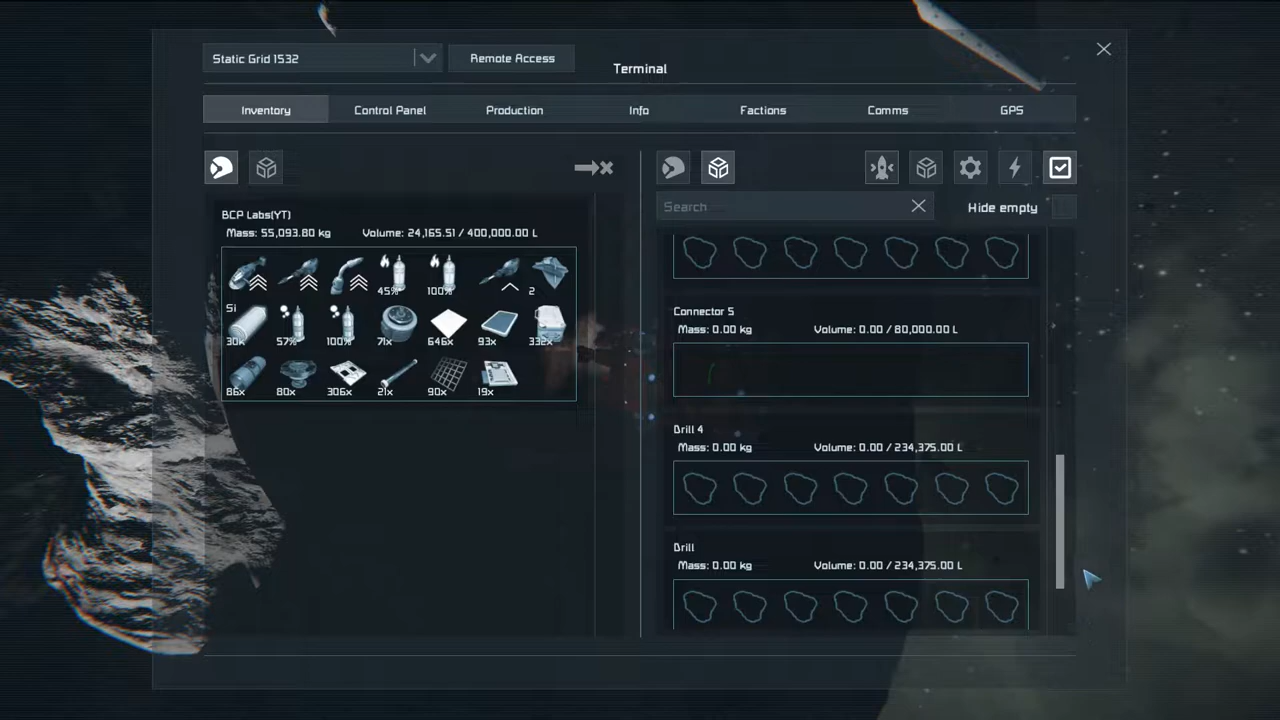 Static Grid 1532
Remote Access
Terminal
Inventory
Control Panel
Production
Info
Factions
Comms
GPS
BCP Labs(YT)
Mass: 55,093.80 kg
Volume: 24,165.51 / 400,000.00 L
45%
100%
2
Si
30k
57%
100%
71x
646x
93x
332x
86x
80x
306x
21x
90x
19x
Search
Hide empty
Connector 5
Mass: 0.00 kg
Volume: 0.00 / 80,000.00 L
Drill 4
Mass: 0.00 kg
Volume: 0.00 / 234,375.00 L
Drill
Mass: 0.00 kg
Volume: 0.00 / 234,375.00 L